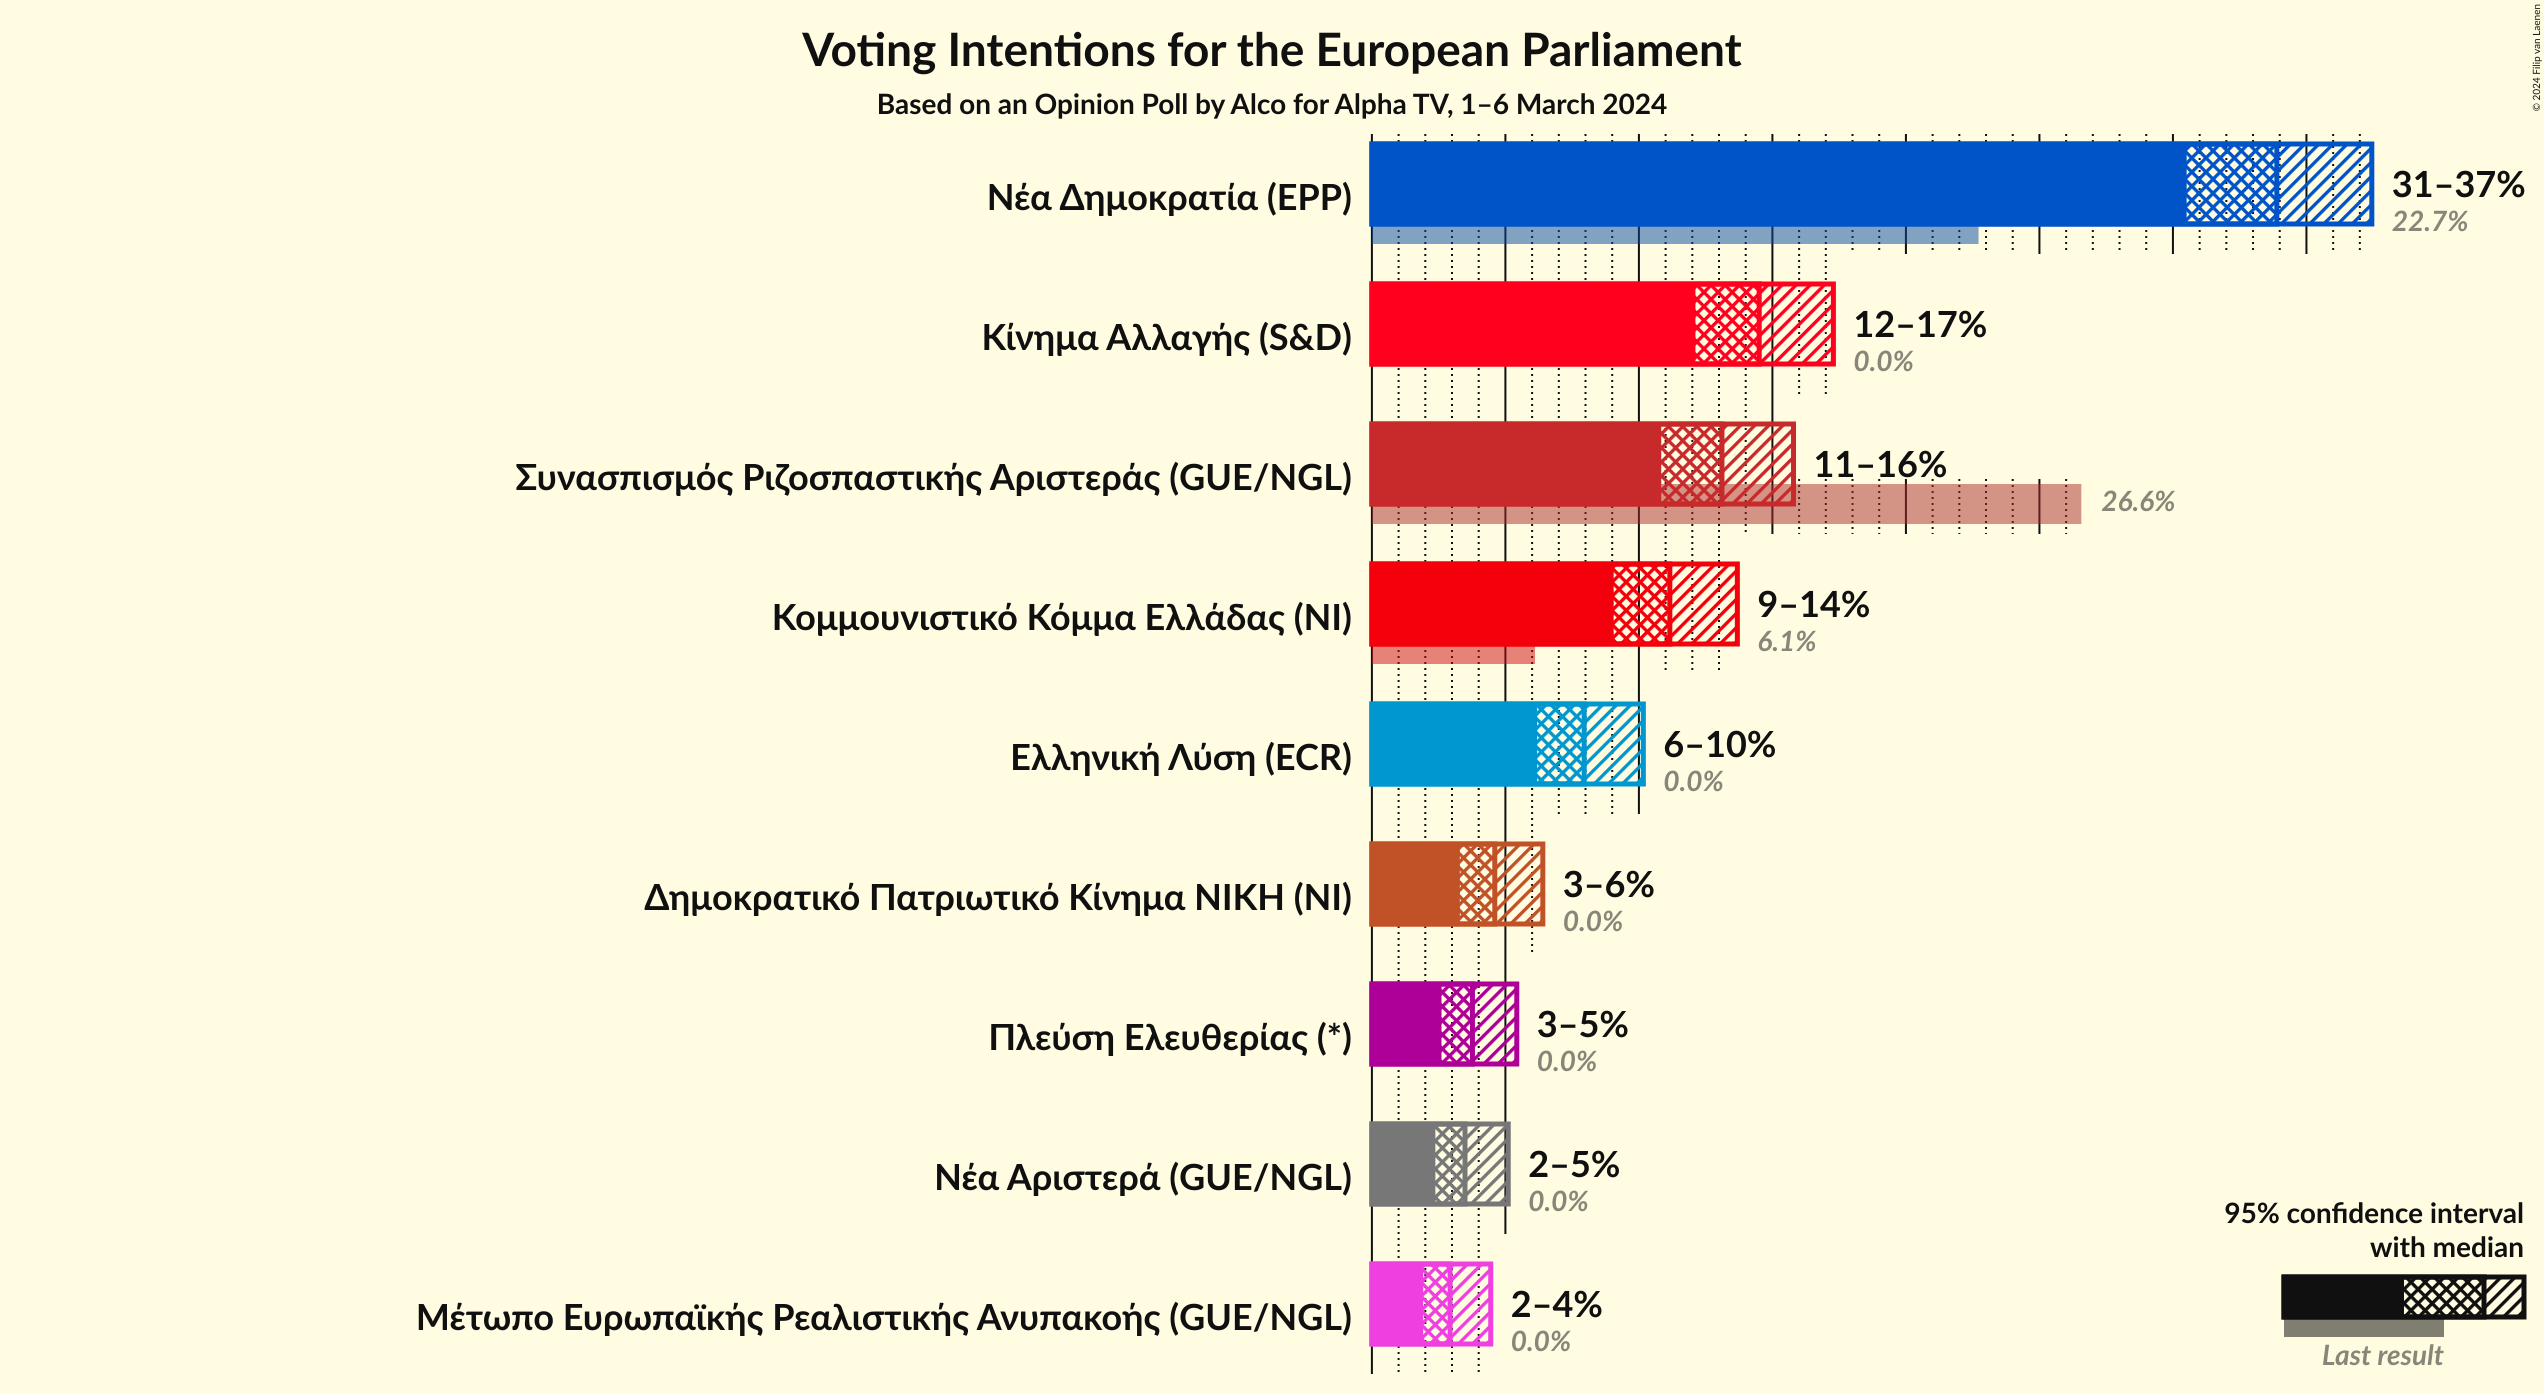 Voting Intentions for the European Parliament
Based on an Opinion Poll by Alco for Alpha TV, 1–6 March 2024
© 2024 Filip van Laenen
Νέα Δημοκρατία (EPP)
31–37%
22.7%
Κίνημα Αλλαγής (S&D)
12–17%
0.0%
Συνασπισμός Ριζοσπαστικής Αριστεράς (GUE/NGL)
11–16%
26.6%
Κομμουνιστικό Κόμμα Ελλάδας (NI)
9–14%
6.1%
Ελληνική Λύση (ECR)
6–10%
0.0%
Δημοκρατικό Πατριωτικό Κίνημα ΝΙΚΗ (NI)
3–6%
0.0%
Πλεύση Ελευθερίας (*)
3–5%
0.0%
Νέα Αριστερά (GUE/NGL)
2–5%
0.0%
Μέτωπο Ευρωπαϊκής Ρεαλιστικής Ανυπακοής (GUE/NGL)
2–4%
0.0%
95% confidence interval
with median
Last result